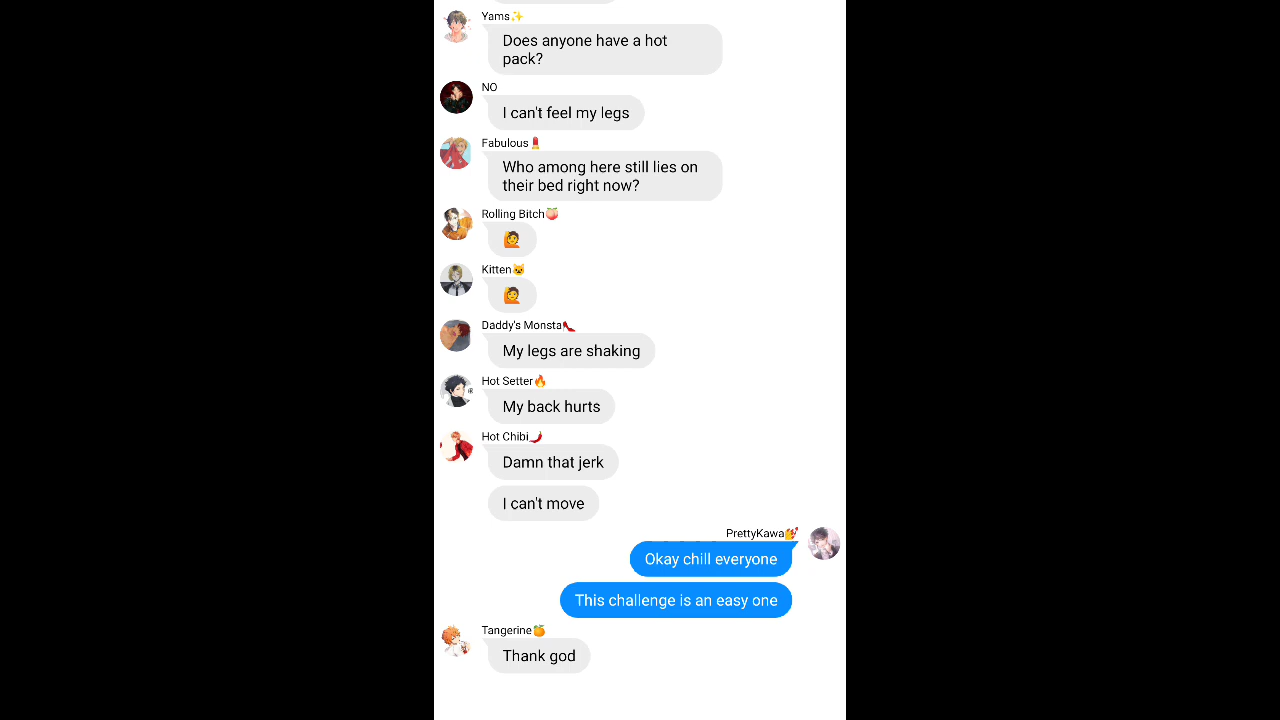 Yams✨
Does anyone have a hot
pack?
NO
I can't feel my legs
Fabulous💄
Who among here still lies on
their bed right now?
Rolling Bitch🍑
🙋
Kitten🐱
🙋
Daddy's Monsta👠
My legs are shaking
Hot Setter🔥
My back hurts
Hot Chibi🌶️
Damn that jerk
I can't move
PrettyKawa💅
Okay chill everyone
This challenge is an easy one
Tangerine🍊
Thank god